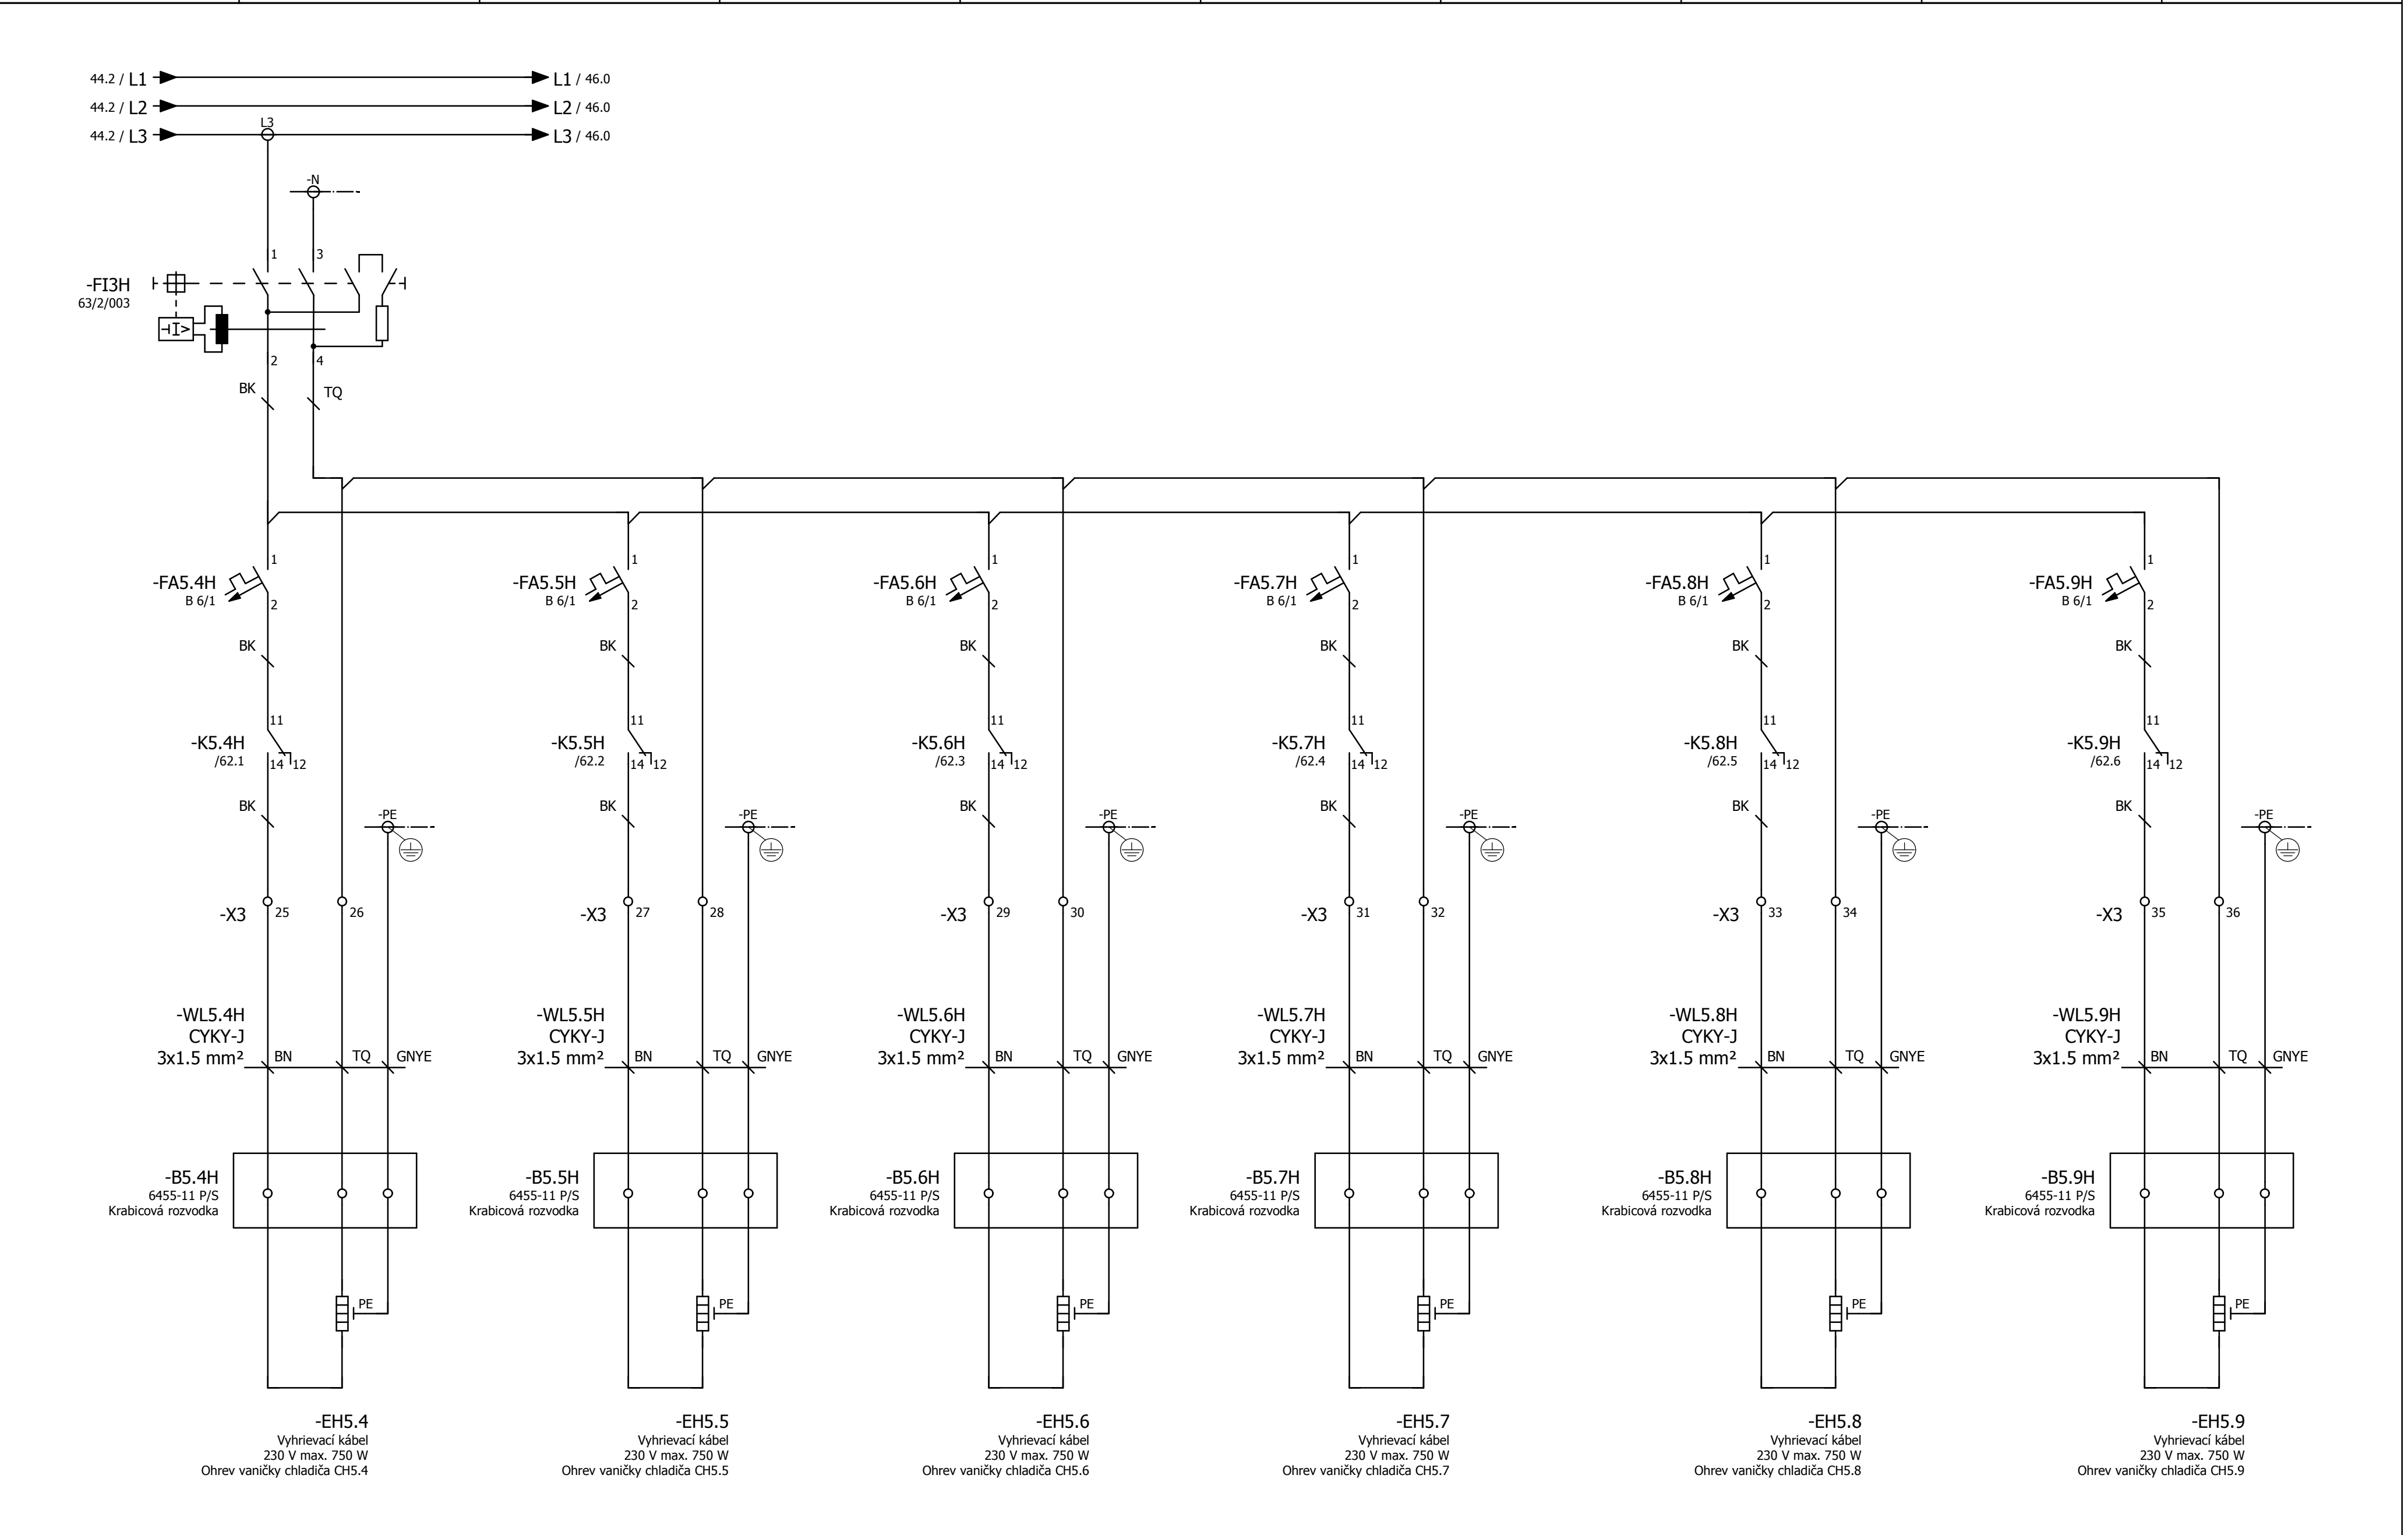 44.2 / L1 L1 / 46.0
44.2 / L2 L2 / 46.0
44.2 / L3 L3 L3 / 46.0
-N
1 3
-FI3H
63/2/003
I>
2 4
BK TQ
1 1 1 1 1 1
-FA5.4H -FA5.5H -FA5.6H -FA5.7H -FA5.8H -FA5.9H
B 6/1 B 6/1 B 6/1 B 6/1 B 6/1 B 6/1
2 2 2 2 2 2
BK BK BK BK BK BK
11 11 11 11 11 11
-K5.4H -K5.5H -K5.6H -K5.7H -K5.8H -K5.9H
/62.1 /62.2 /62.3 /62.4 /62.5 /62.6
14 12 14 12 14 12 14 12 14 12 14 12
BK BK BK BK BK BK
-PE -PE -PE -PE -PE -PE
-X3 25 26 -X3 27 28 -X3 29 30 -X3 31 32 -X3 33 34 -X3 35 36
-WL5.4H -WL5.5H -WL5.6H -WL5.7H -WL5.8H -WL5.9H
CYKY-J CYKY-J CYKY-J CYKY-J CYKY-J CYKY-J
3x1.5 mm² BN TQ GNYE 3x1.5 mm² BN TQ GNYE 3x1.5 mm² BN TQ GNYE 3x1.5 mm² BN TQ GNYE 3x1.5 mm² BN TQ GNYE 3x1.5 mm² BN TQ GNYE
-B5.4H -B5.5H -B5.6H -B5.7H -B5.8H -B5.9H
6455-11 P/S 6455-11 P/S 6455-11 P/S 6455-11 P/S 6455-11 P/S 6455-11 P/S
Krabicová rozvodka Krabicová rozvodka Krabicová rozvodka Krabicová rozvodka Krabicová rozvodka Krabicová rozvodka
PE PE PE PE PE PE
-EH5.4 -EH5.5 -EH5.6 -EH5.7 -EH5.8 -EH5.9
Vyhrievací kábel Vyhrievací kábel Vyhrievací kábel Vyhrievací kábel Vyhrievací kábel Vyhrievací kábel
230 V max. 750 W 230 V max. 750 W 230 V max. 750 W 230 V max. 750 W 230 V max. 750 W 230 V max. 750 W
Ohrev vaničky chladiča CH5.4 Ohrev vaničky chladiča CH5.5 Ohrev vaničky chladiča CH5.6 Ohrev vaničky chladiča CH5.7 Ohrev vaničky chladiča CH5.8 Ohrev vaničky chladiča CH5.9